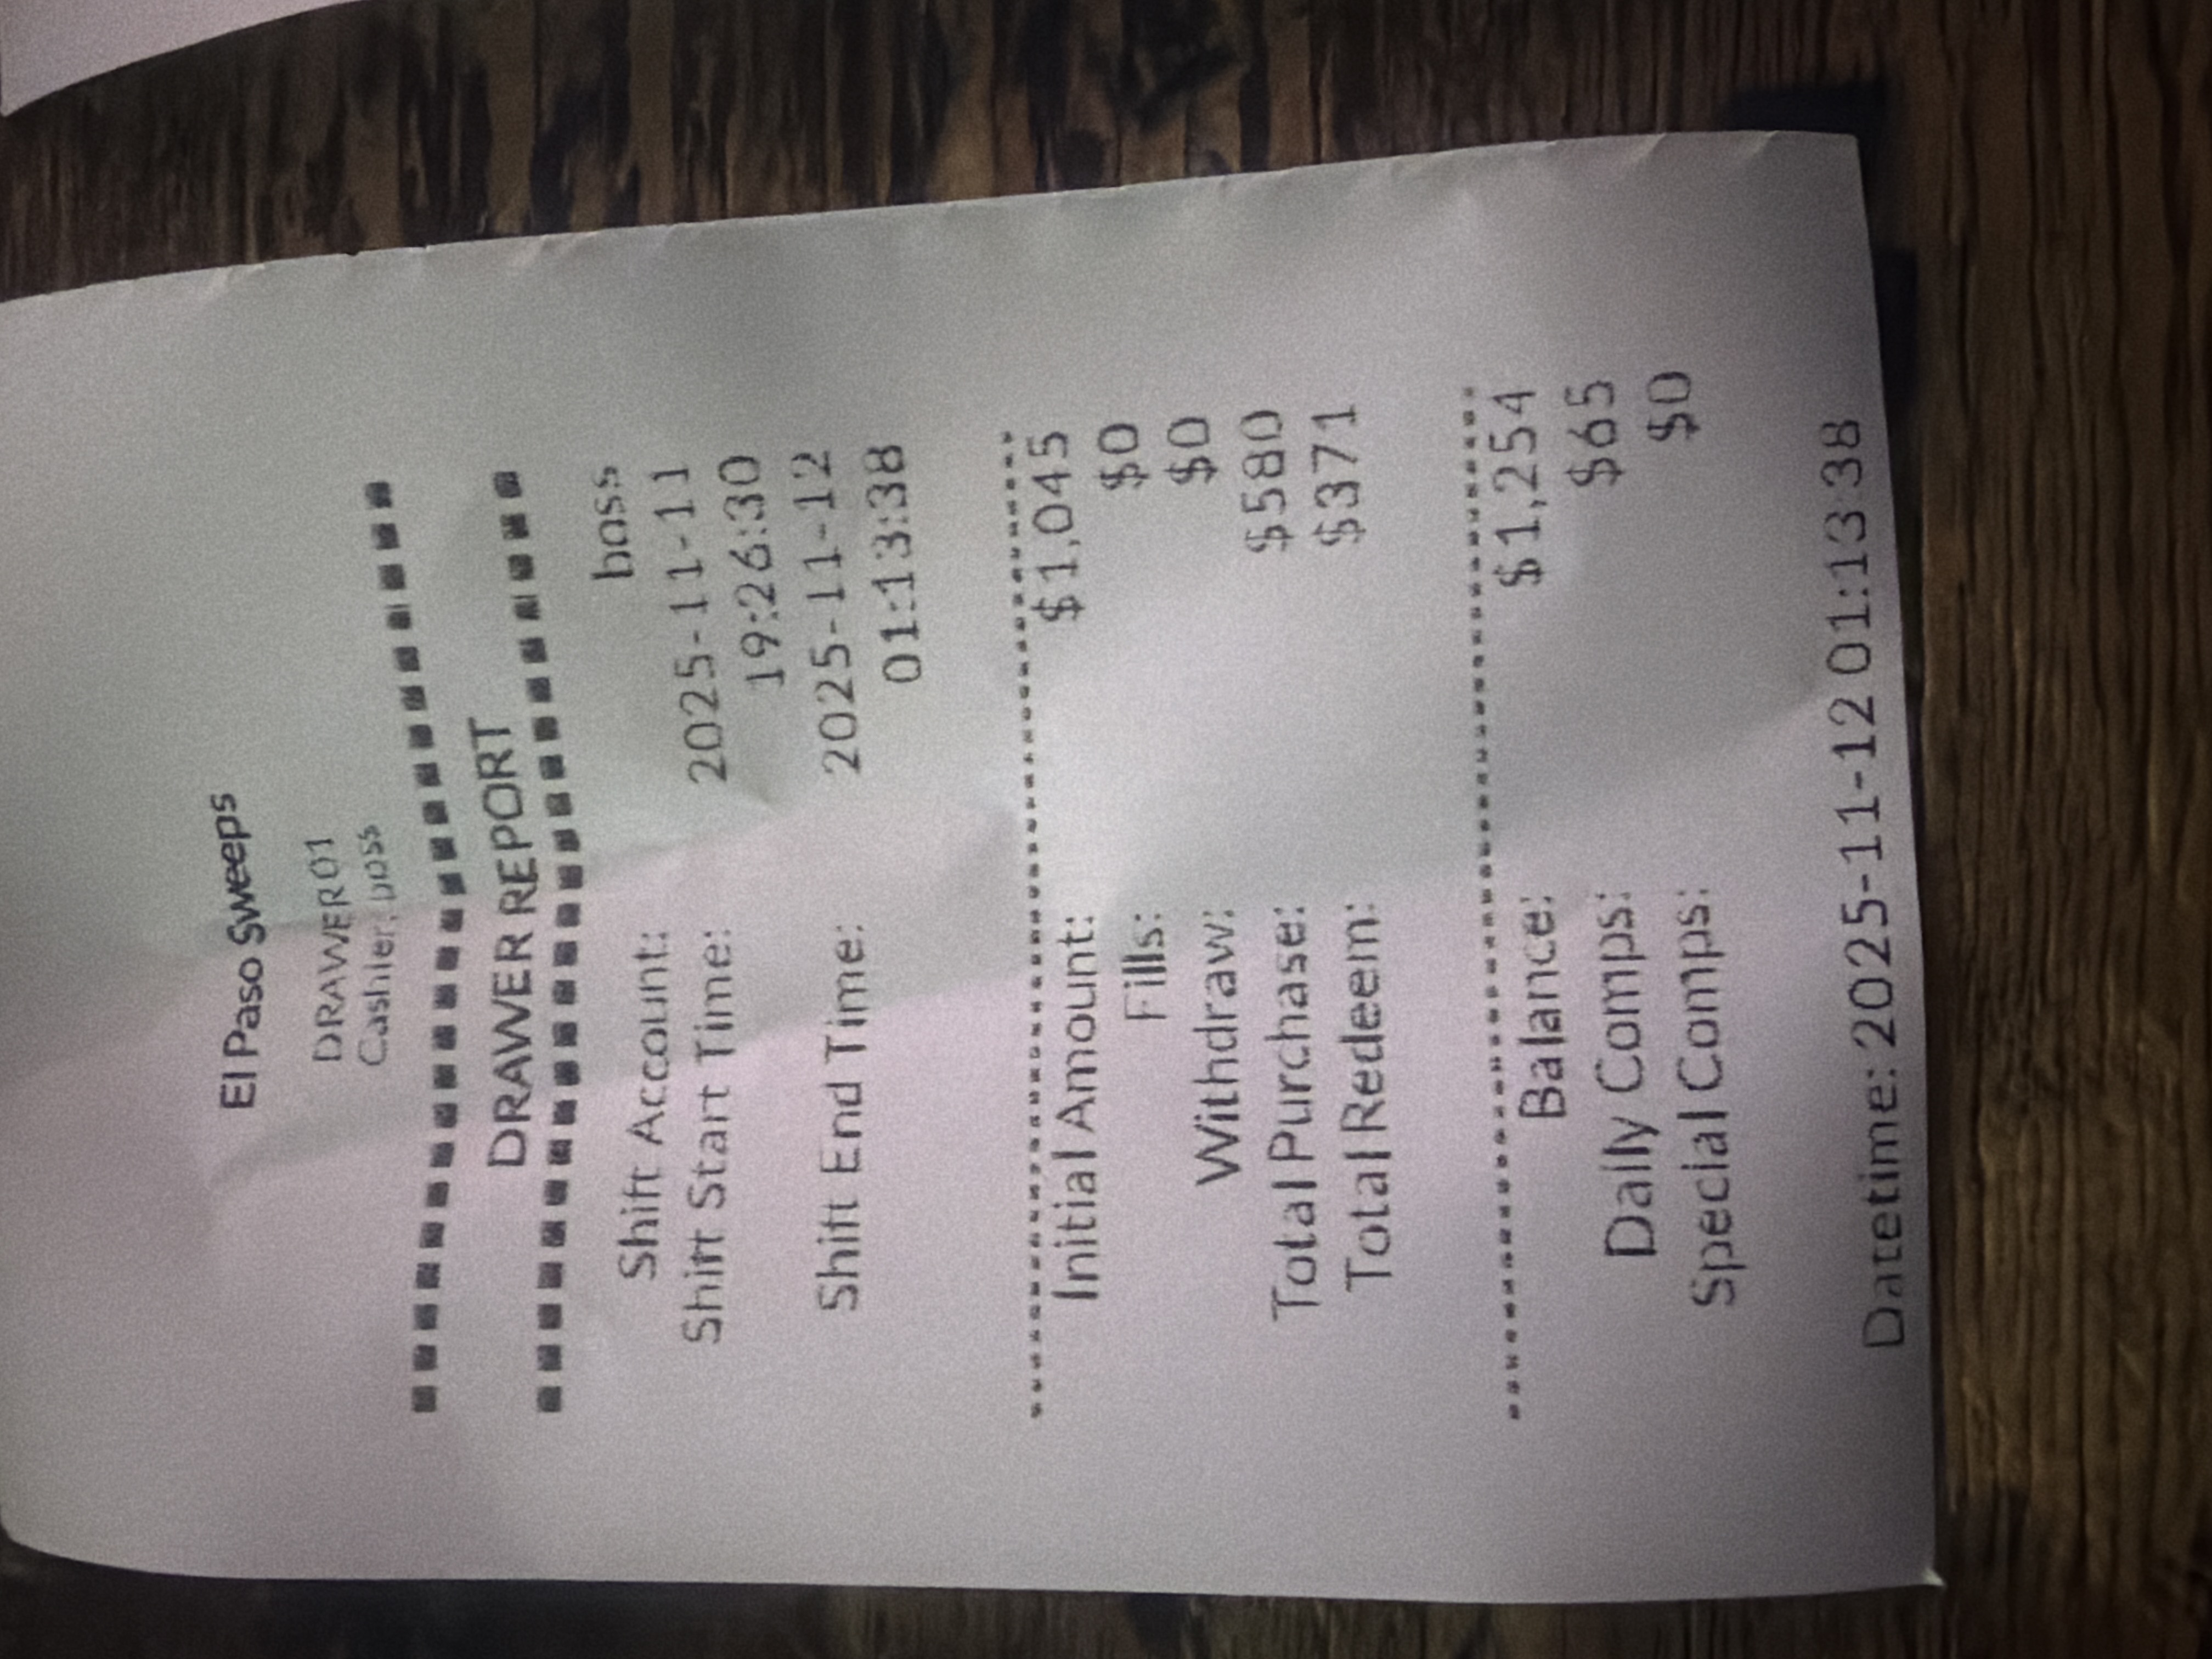 El Paso Sweeps
DRAWER01
Cashier: boss
DRAWER REPORT
Shift Account: boss
Shift Start Time: 2025-11-11
19:26:30
Shift End Time: 2025-11-12
01:13:38
Initial Amount: $1,045
Fills: $0
Withdraw: $0
Total Purchase: $580
Total Redeem: $371
Balance: $1,254
Daily Comps: $65
Special Comps: $0
Datetime: 2025-11-12 01:13:38